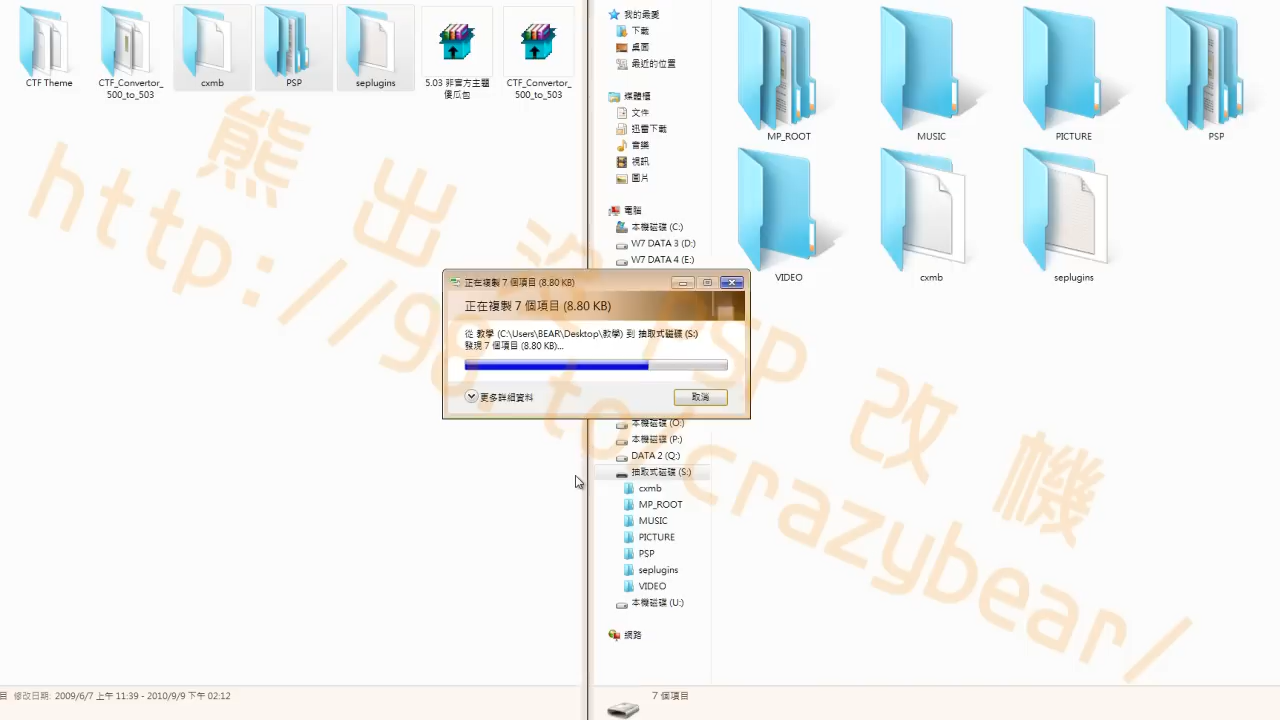 CTF Theme
CTF_Convertor_
500_to_503
cxmb
PSP
seplugins
5.03 非官方主題
傻瓜包
CTF_Convertor_
500_to_503
我的最愛
下載
桌面
最近的位置
媒體櫃
文件
迅雷下載
音樂
視訊
圖片
電腦
本機磁碟 (C:)
W7 DATA 3 (D:)
W7 DATA 4 (E:)
MP_ROOT
MUSIC
PICTURE
PSP
VIDEO
cxmb
seplugins
正在複製 7 個項目 (8.80 KB)
正在複製 7 個項目 (8.80 KB)
從 教學 (C:\Users\BEAR\Desktop\教學) 到 抽取式磁碟 (S:)
發現 7 個項目 (8.80 KB)...
更多詳細資料
取消
本機磁碟 (O:)
本機磁碟 (P:)
DATA 2 (Q:)
抽取式磁碟 (S:)
cxmb
MP_ROOT
MUSIC
PICTURE
PSP
seplugins
VIDEO
本機磁碟 (U:)
網路
目 修改日期: 2009/6/7 上午 11:39 - 2010/9/9 下午 02:12
7 個項目
熊 出 沒 PSP 改 機